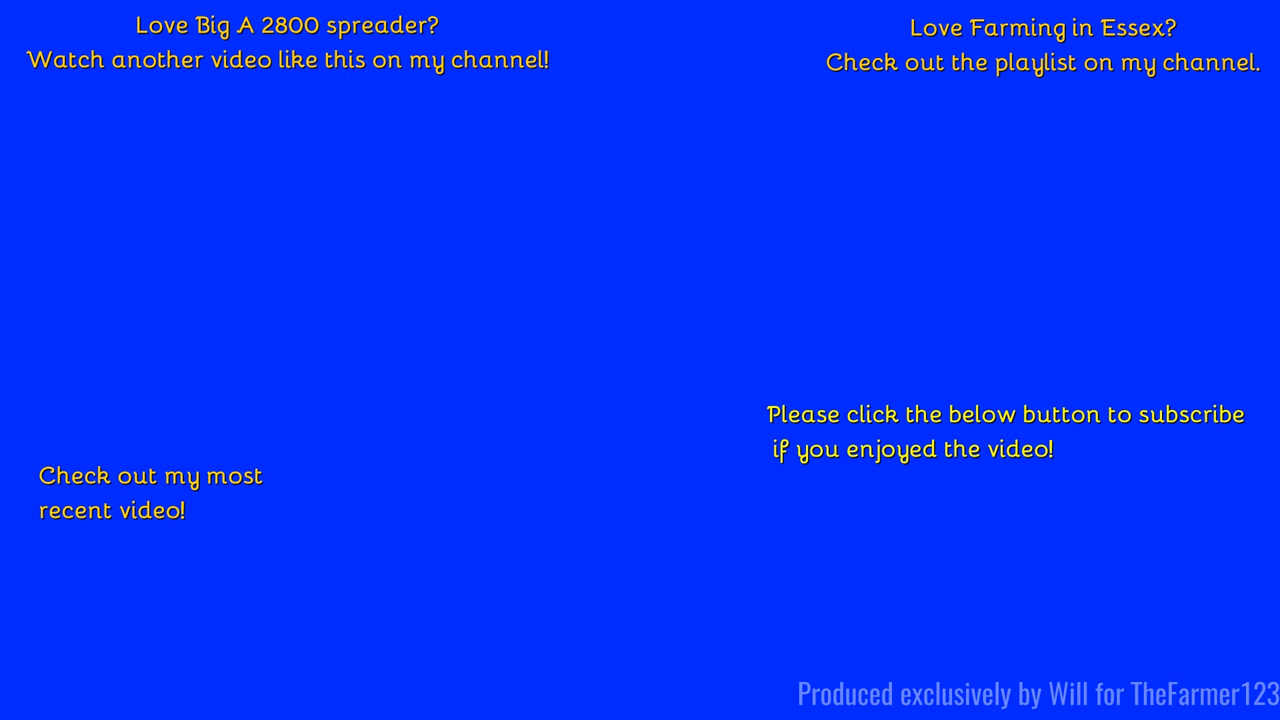 Love Big A 2800 spreader?
Watch another video like this on my channel!
Love Farming in Essex?
Check out the playlist on my channel.
Please click the below button to subscribe
if you enjoyed the video!
Check out my most
recent video!
Produced exclusively by Will for TheFarmer123